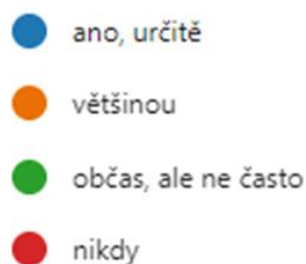 ano, určitě
většinou
občas, ale ne často
nikdy